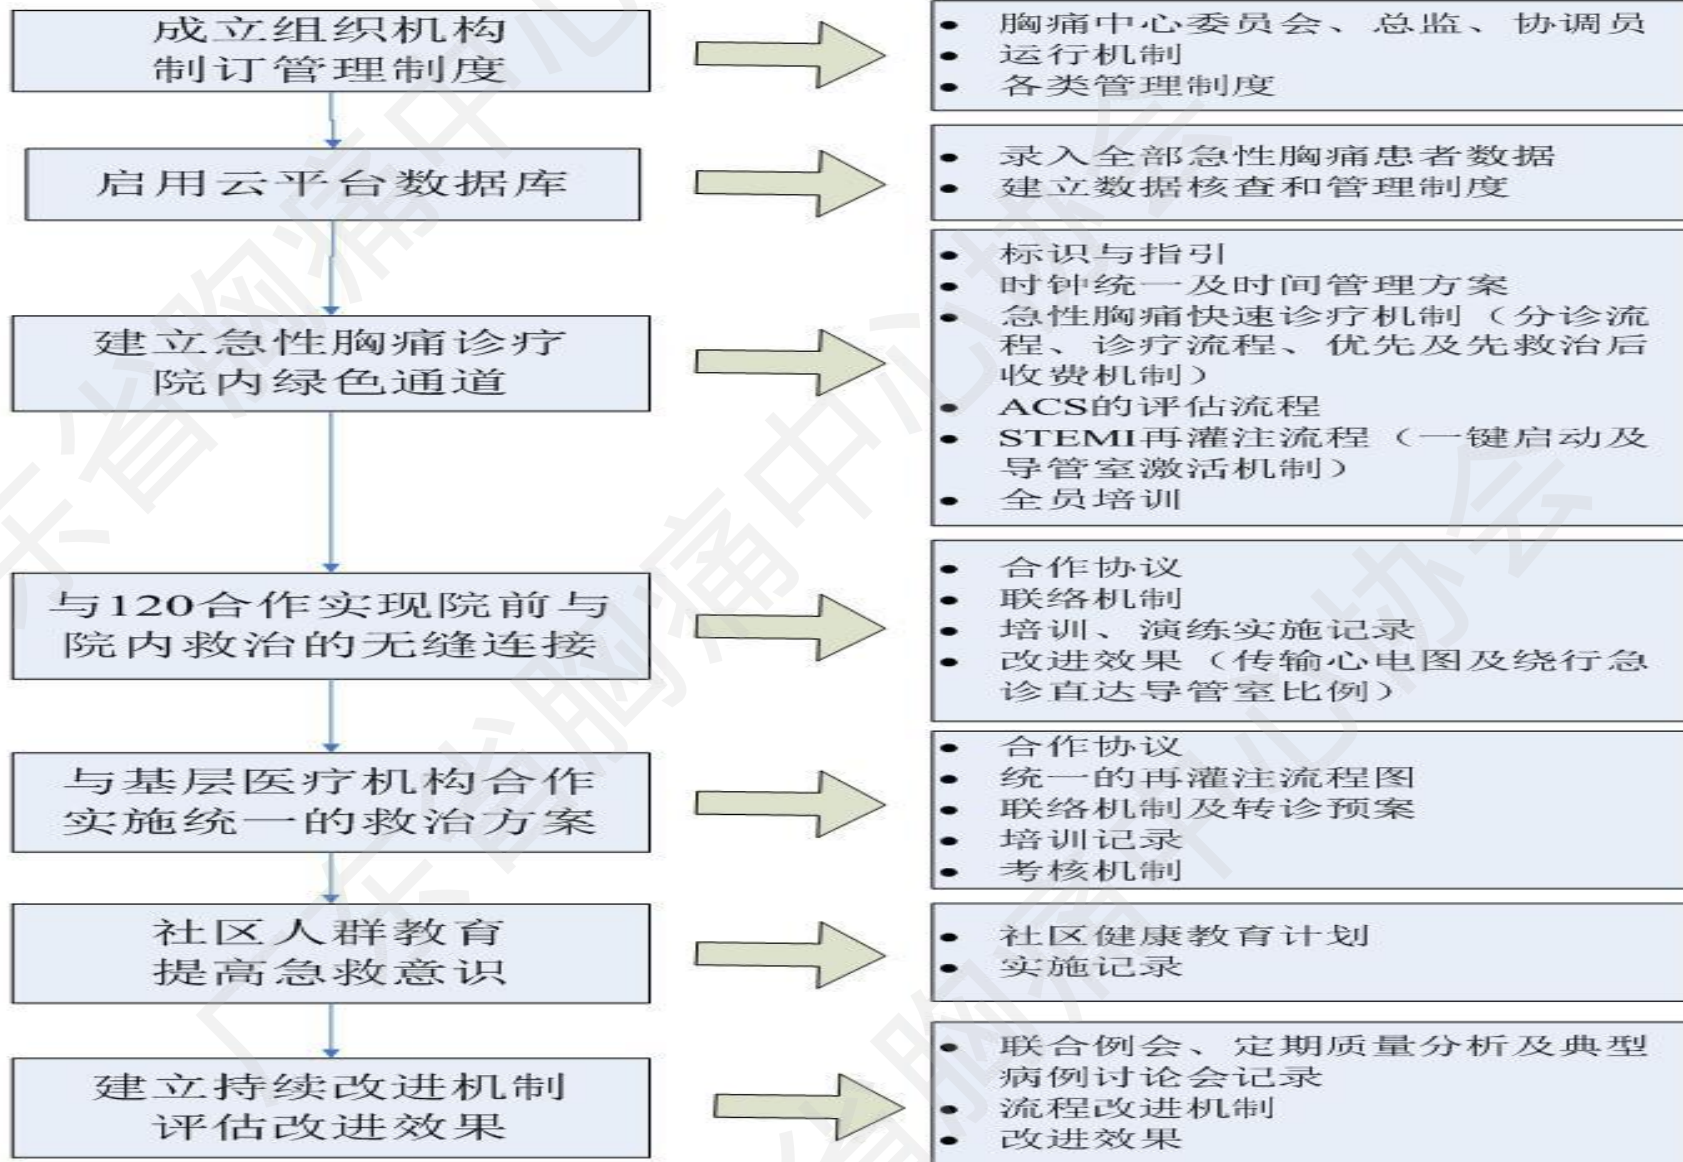 成立组织机构
制订管理制度
• 胸痛中心委员会、总监、协调员
• 运行机制
• 各类管理制度
启用云平台数据库
• 录入全部急性胸痛患者数据
• 建立数据核查和管理制度
建立急性胸痛诊疗
院内绿色通道
• 标识与指引
• 时钟统一及时间管理方案
• 急性胸痛快速诊疗机制（分诊流
程、诊疗流程、优先及先救治后
收费机制）
• ACS的评估流程
• STEMI再灌注流程（一键启动及
导管室激活机制）
• 全员培训
与120合作实现院前与
院内救治的无缝连接
• 合作协议
• 联络机制
• 培训、演练实施记录
• 改进效果（传输心电图及绕行急
诊直达导管室比例）
与基层医疗机构合作
实施统一的救治方案
• 合作协议
• 统一的再灌注流程图
• 联络机制及转诊预案
• 培训记录
• 考核机制
社区人群教育
提高急救意识
• 社区健康教育计划
• 实施记录
建立持续改进机制
评估改进效果
• 联合例会、定期质量分析及典型
病例讨论会记录
• 流程改进机制
• 改进效果
广东省胸痛中心协会